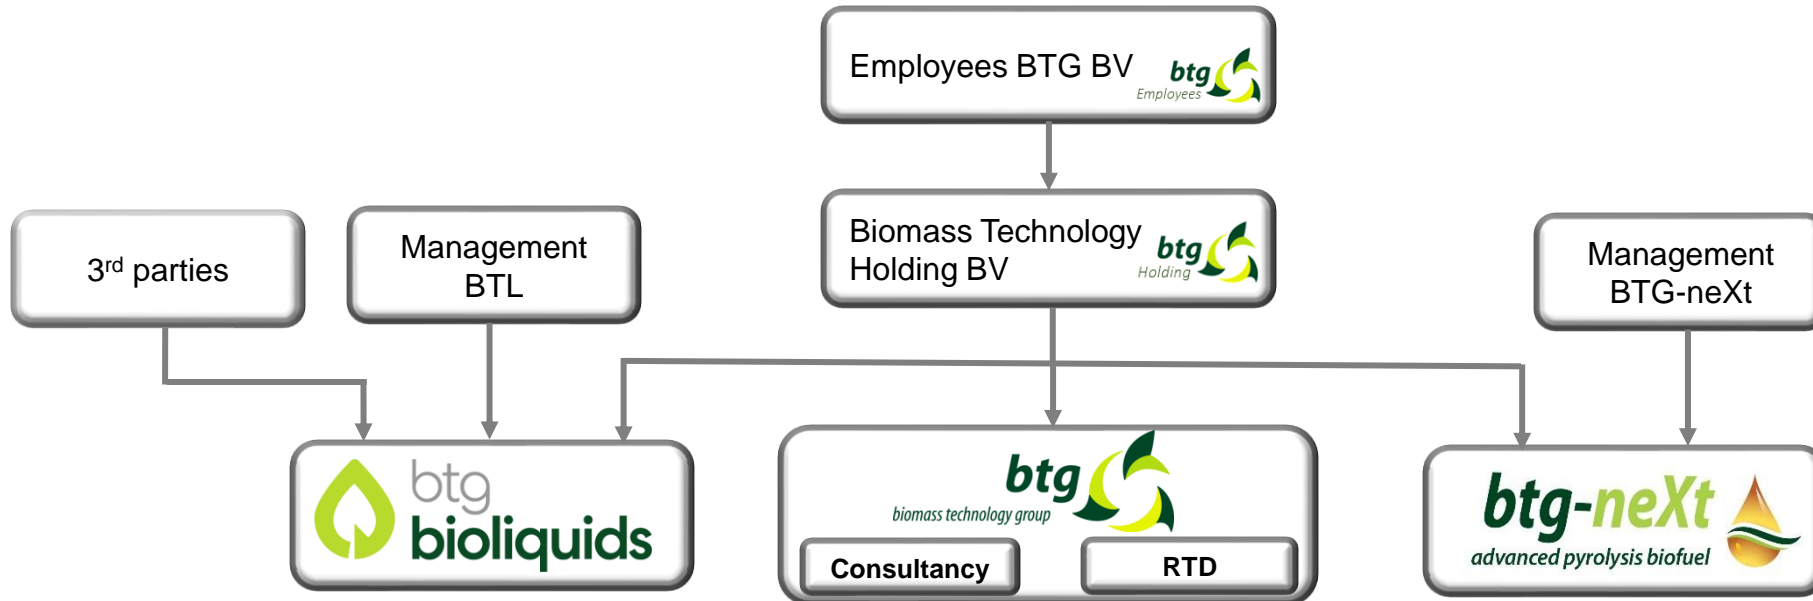 Employees BTG BV
btg
Employees
3rd parties
Management
BTL
Biomass Technology
Holding BV
btg
Holding
Management
BTG-neXt
btg
bioliquids
btg
biomass technology group
Consultancy
RTD
btg-neXt
advanced pyrolysis biofuel